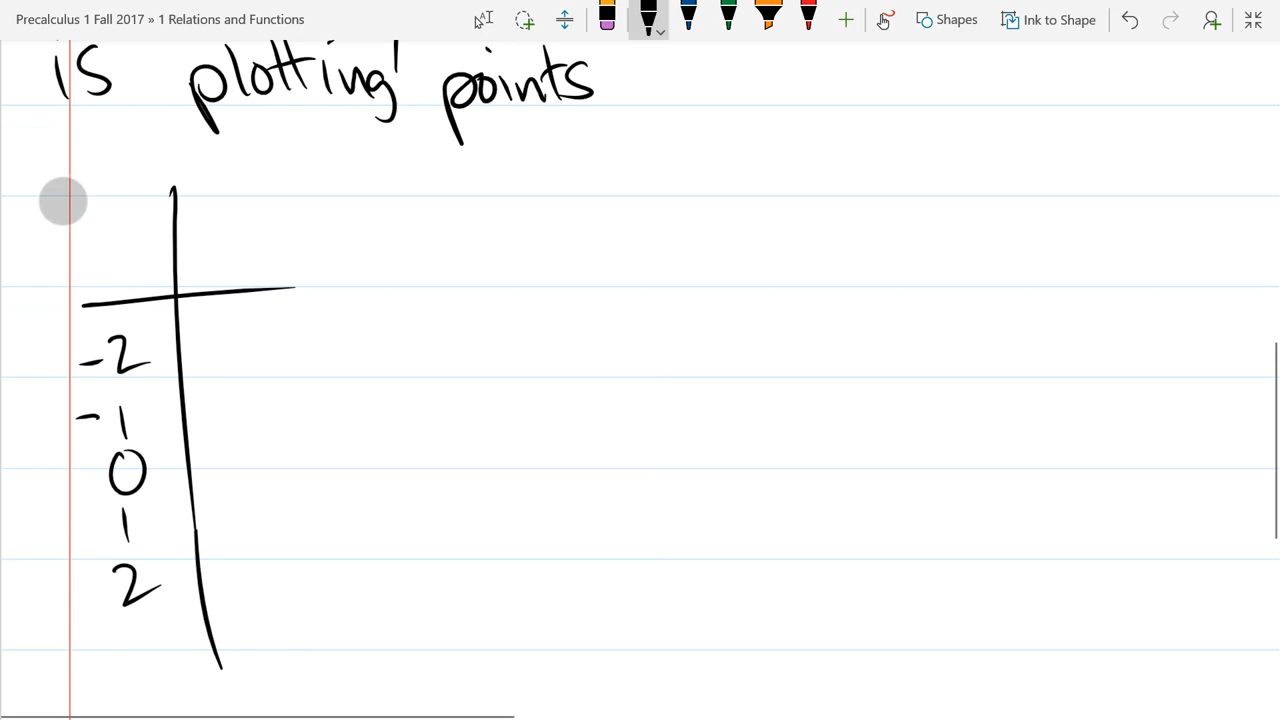 Precalculus 1 Fall 2017 » 1 Relations and Functions
Shapes
Ink to Shape
is plotting points
-2
-1
0
1
2